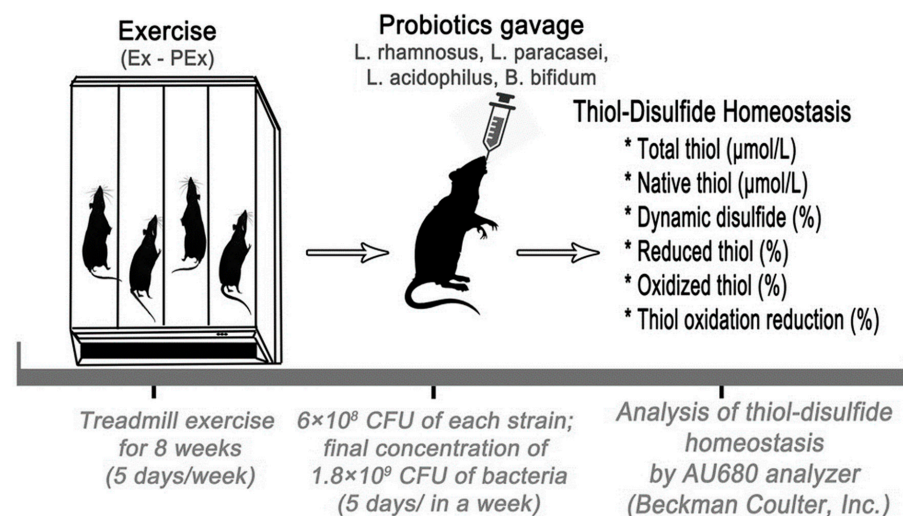 Exercise
(Ex - PEx)
Probiotics gavage
L. rhamnosus, L. paracasei,
L. acidophilus, B. bifidum
Thiol-Disulfide Homeostasis
* Total thiol (µmol/L)
* Native thiol (µmol/L)
* Dynamic disulfide (%)
* Reduced thiol (%)
* Oxidized thiol (%)
* Thiol oxidation reduction (%)
Treadmill exercise
for 8 weeks
(5 days/week)
6×10⁸ CFU of each strain;
final concentration of
1.8×10⁹ CFU of bacteria
(5 days/ in a week)
Analysis of thiol-disulfide
homeostasis
by AU680 analyzer
(Beckman Coulter, Inc.)